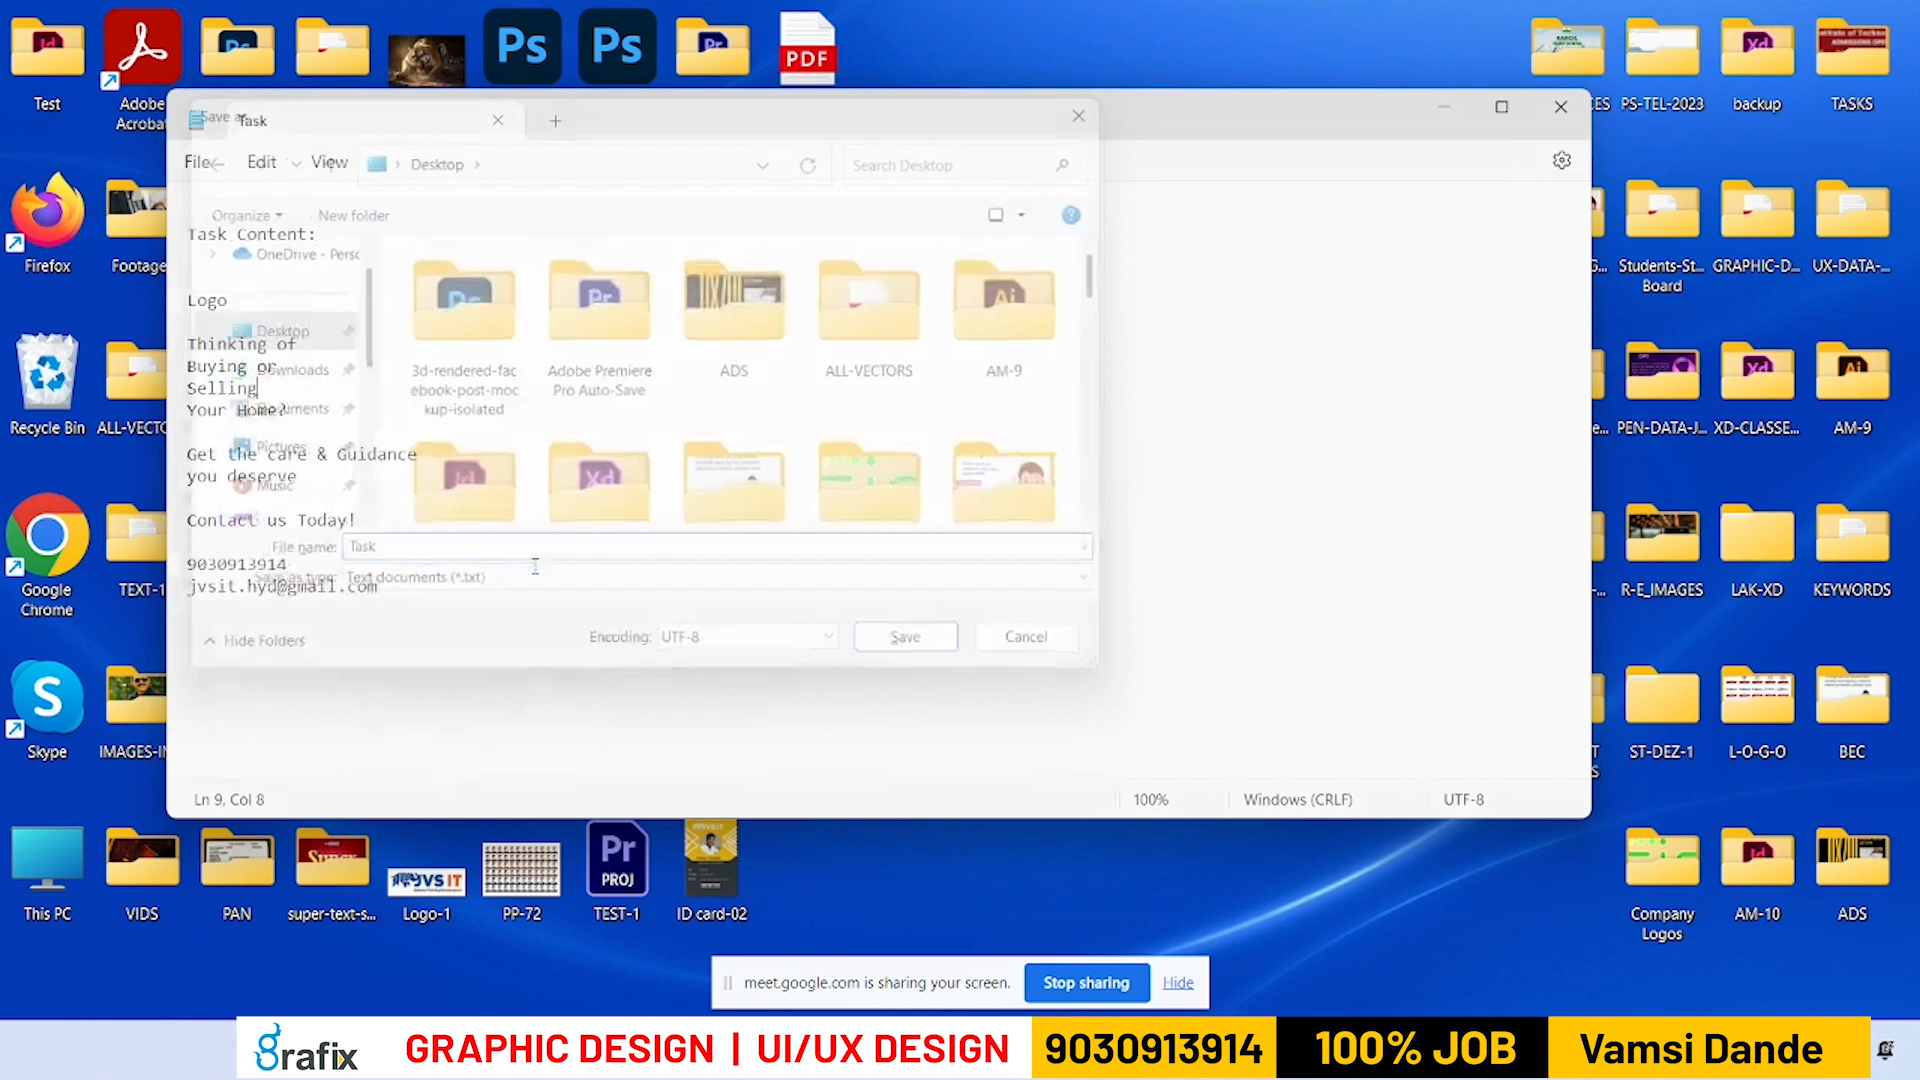 Test
Adobe
Acrobat
PDF
PS-TEL-2023
backup
TASKS
Save as
Task
File
Edit
View
Desktop
Search Desktop
Organize
New folder
Task Content:
OneDrive - Persc
Logo
Desktop
Thinking of
Buying or
Downloads
Selling
Your Home?
Documents
Pictures
Get the care & Guidance
you deserve
Music
Contact us Today!
File name: Task
9030913914
Save as type: Text documents (*.txt)
jvsit.hyd@gmail.com
Hide Folders
Encoding: UTF-8
Save
Cancel
3d-rendered-fac
ebook-post-moc
kup-isolated
Adobe Premiere
Pro Auto-Save
ADS
ALL-VECTORS
AM-9
Ln 9, Col 8
100%
Windows (CRLF)
UTF-8
Firefox
Footage
Students-St...
Board
GRAPHIC-D...
UX-DATA-...
Recycle Bin
ALL-VECTO
PEN-DATA-J...
XD-CLASSE...
AM-9
Google
Chrome
TEXT-1
R-E_IMAGES
LAK-XD
KEYWORDS
Skype
IMAGES-I
ST-DEZ-1
L-O-G-O
BEC
This PC
VIDS
PAN
super-text-s...
JVS IT
Logo-1
PP-72
Pr
PROJ
TEST-1
ID card-02
Company
Logos
AM-10
ADS
meet.google.com is sharing your screen.
Stop sharing
Hide
Grafix
GRAPHIC DESIGN | UI/UX DESIGN
9030913914
100% JOB
Vamsi Dande